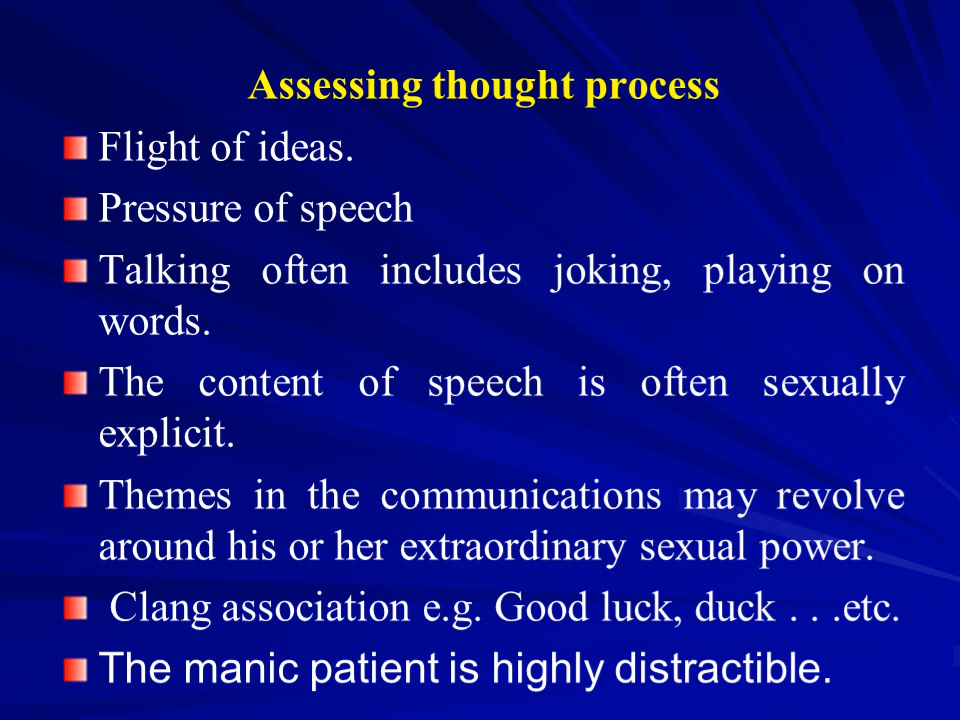 Assessing thought process
Flight of ideas.
Pressure of speech
Talking often includes joking, playing on
words.
The content of speech is often sexually
explicit.
Themes in the communications may revolve
around his or her extraordinary sexual power.
Clang association e.g. Good luck, duck . . .etc.
The manic patient is highly distractible.